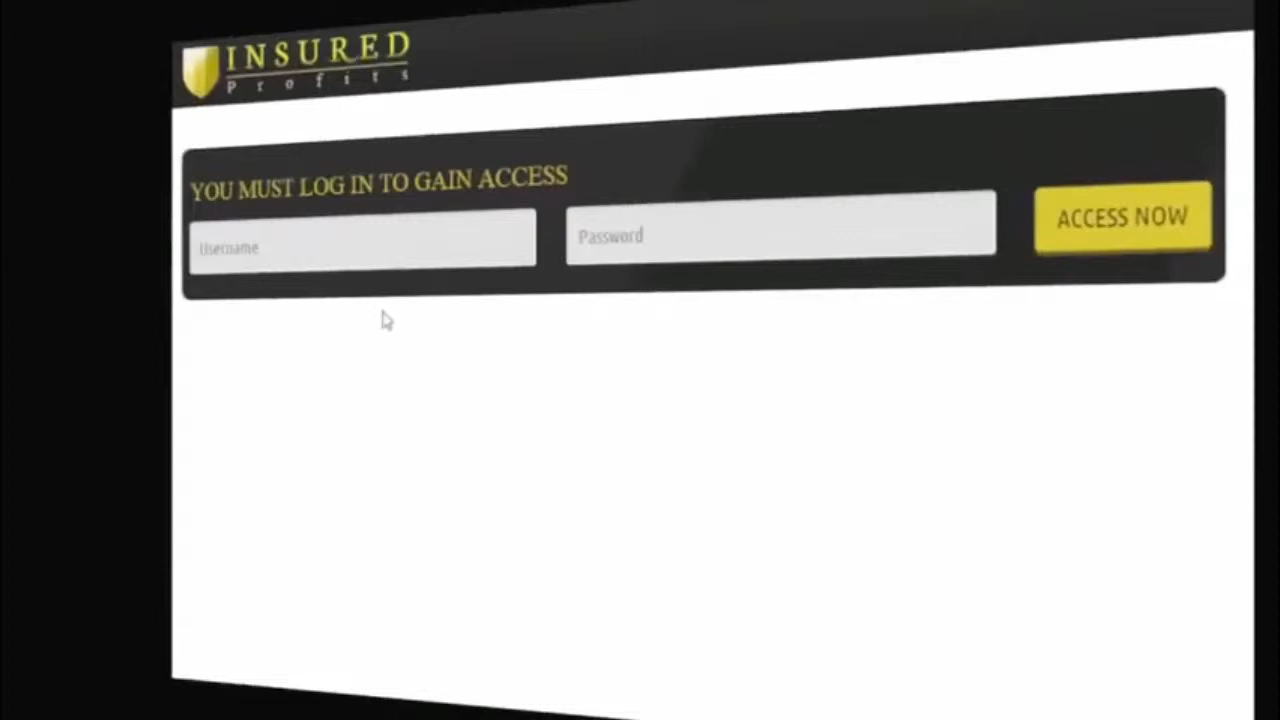 INSURED
Profits
YOU MUST LOG IN TO GAIN ACCESS
Username
Password
ACCESS NOW